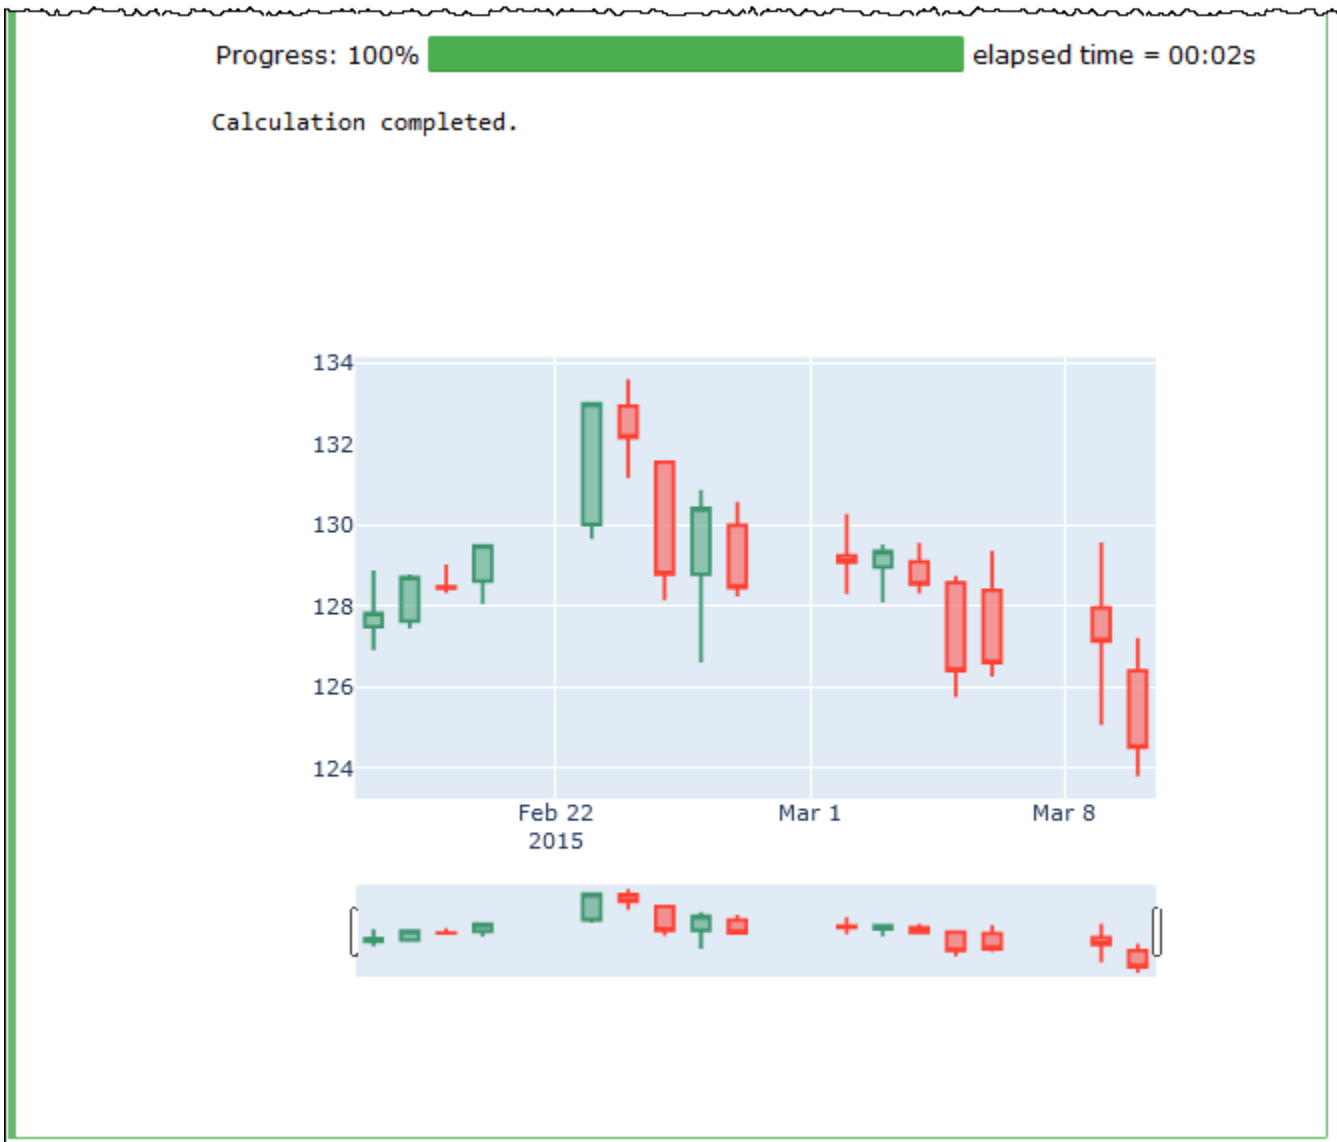 Progress: 100% elapsed time = 00:02s
Calculation completed.
134
132
130
128
126
124
Feb 22 Mar 1 Mar 8
2015